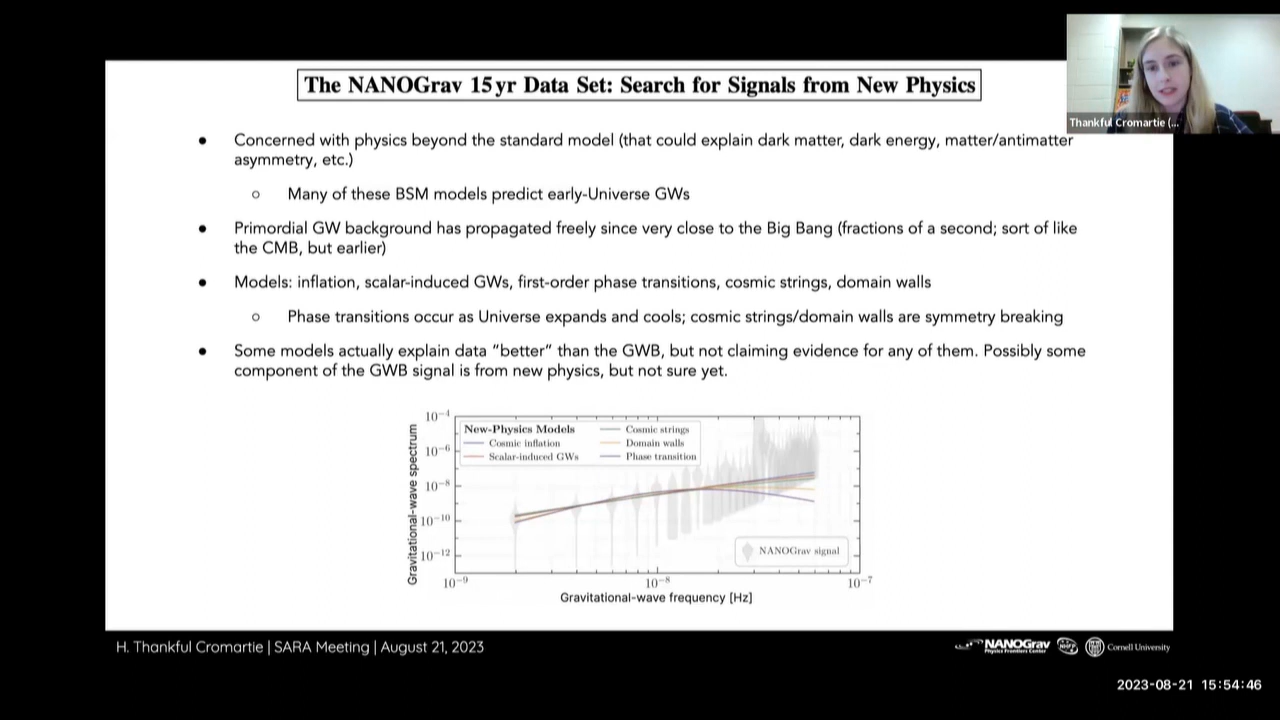 The NANOGrav 15 yr Data Set: Search for Signals from New Physics
Thankful Cromartie (...
● Concerned with physics beyond the standard model (that could explain dark matter, dark energy, matter/antimatter
asymmetry, etc.)
○ Many of these BSM models predict early-Universe GWs
● Primordial GW background has propagated freely since very close to the Big Bang (fractions of a second; sort of like
the CMB, but earlier)
● Models: inflation, scalar-induced GWs, first-order phase transitions, cosmic strings, domain walls
○ Phase transitions occur as Universe expands and cools; cosmic strings/domain walls are symmetry breaking
● Some models actually explain data “better” than the GWB, but not claiming evidence for any of them. Possibly some
component of the GWB signal is from new physics, but not sure yet.
Gravitational-wave spectrum
10⁻⁴
10⁻⁶
10⁻⁸
10⁻¹⁰
10⁻¹²
New-Physics Models
Cosmic inflation
Scalar-induced GWs
Cosmic strings
Domain walls
Phase transition
NANOGrav signal
10⁻⁹ 10⁻⁸ 10⁻⁷
Gravitational-wave frequency [Hz]
H. Thankful Cromartie | SARA Meeting | August 21, 2023
NANOGrav
Physics Frontiers Center
Cornell University
2023-08-21 15:54:46